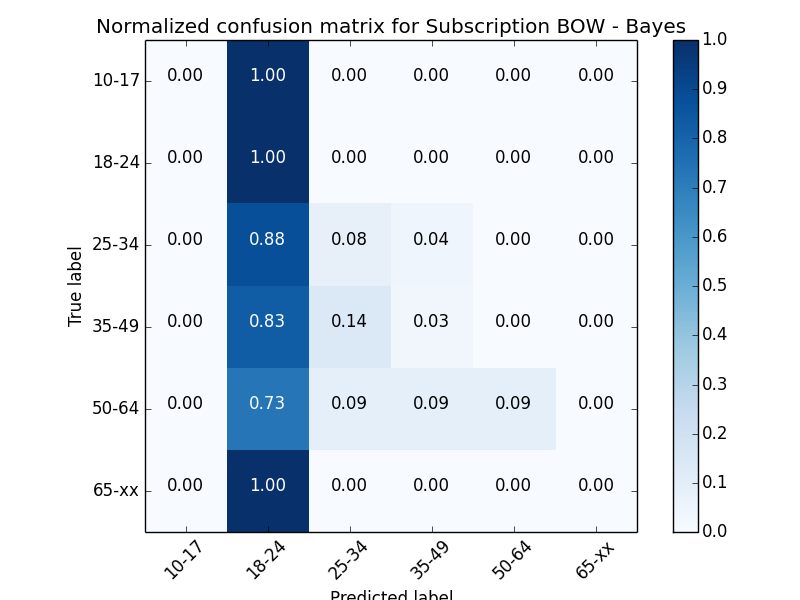 Normalized confusion matrix for Subscription BOW - Bayes
True label
10-17 0.00 1.00 0.00 0.00 0.00 0.00
18-24 0.00 1.00 0.00 0.00 0.00 0.00
25-34 0.00 0.88 0.08 0.04 0.00 0.00
35-49 0.00 0.83 0.14 0.03 0.00 0.00
50-64 0.00 0.73 0.09 0.09 0.09 0.00
65-xx 0.00 1.00 0.00 0.00 0.00 0.00
10-17 18-24 25-34 35-49 50-64 65-xx
Predicted label
1.0
0.9
0.8
0.7
0.6
0.5
0.4
0.3
0.2
0.1
0.0